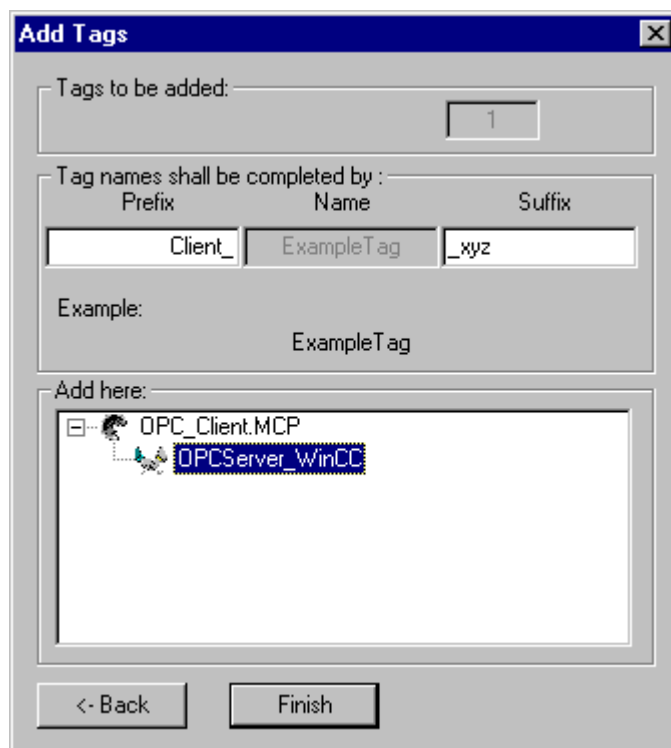 Add Tags
Tags to be added:
1
Tag names shall be completed by :
Prefix Name Suffix
Client_ ExampleTag _xyz
Example:
ExampleTag
Add here:
OPC_Client.MCP
OPCServer_WinCC
<- Back Finish